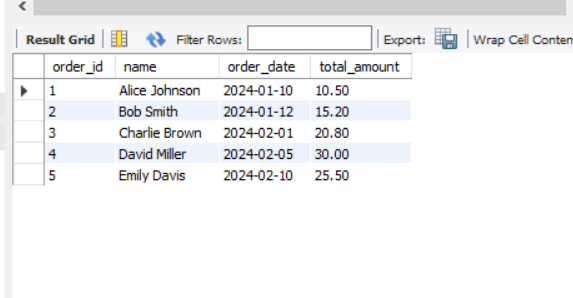 Result Grid Filter Rows: Export: Wrap Cell Conten
order_id name order_date total_amount
1 Alice Johnson 2024-01-10 10.50
2 Bob Smith 2024-01-12 15.20
3 Charlie Brown 2024-02-01 20.80
4 David Miller 2024-02-05 30.00
5 Emily Davis 2024-02-10 25.50